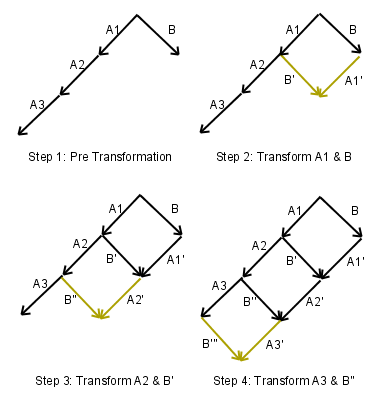 A1
B
A2
A3
Step 1: Pre Transformation
A1
B
A2
B'
A1'
A3
Step 2: Transform A1 & B
A1
B
A2
B'
A1'
A3
B"
A2'
Step 3: Transform A2 & B'
A1
B
A2
B'
A1'
A3
B"
A2'
B'"
A3'
Step 4: Transform A3 & B"